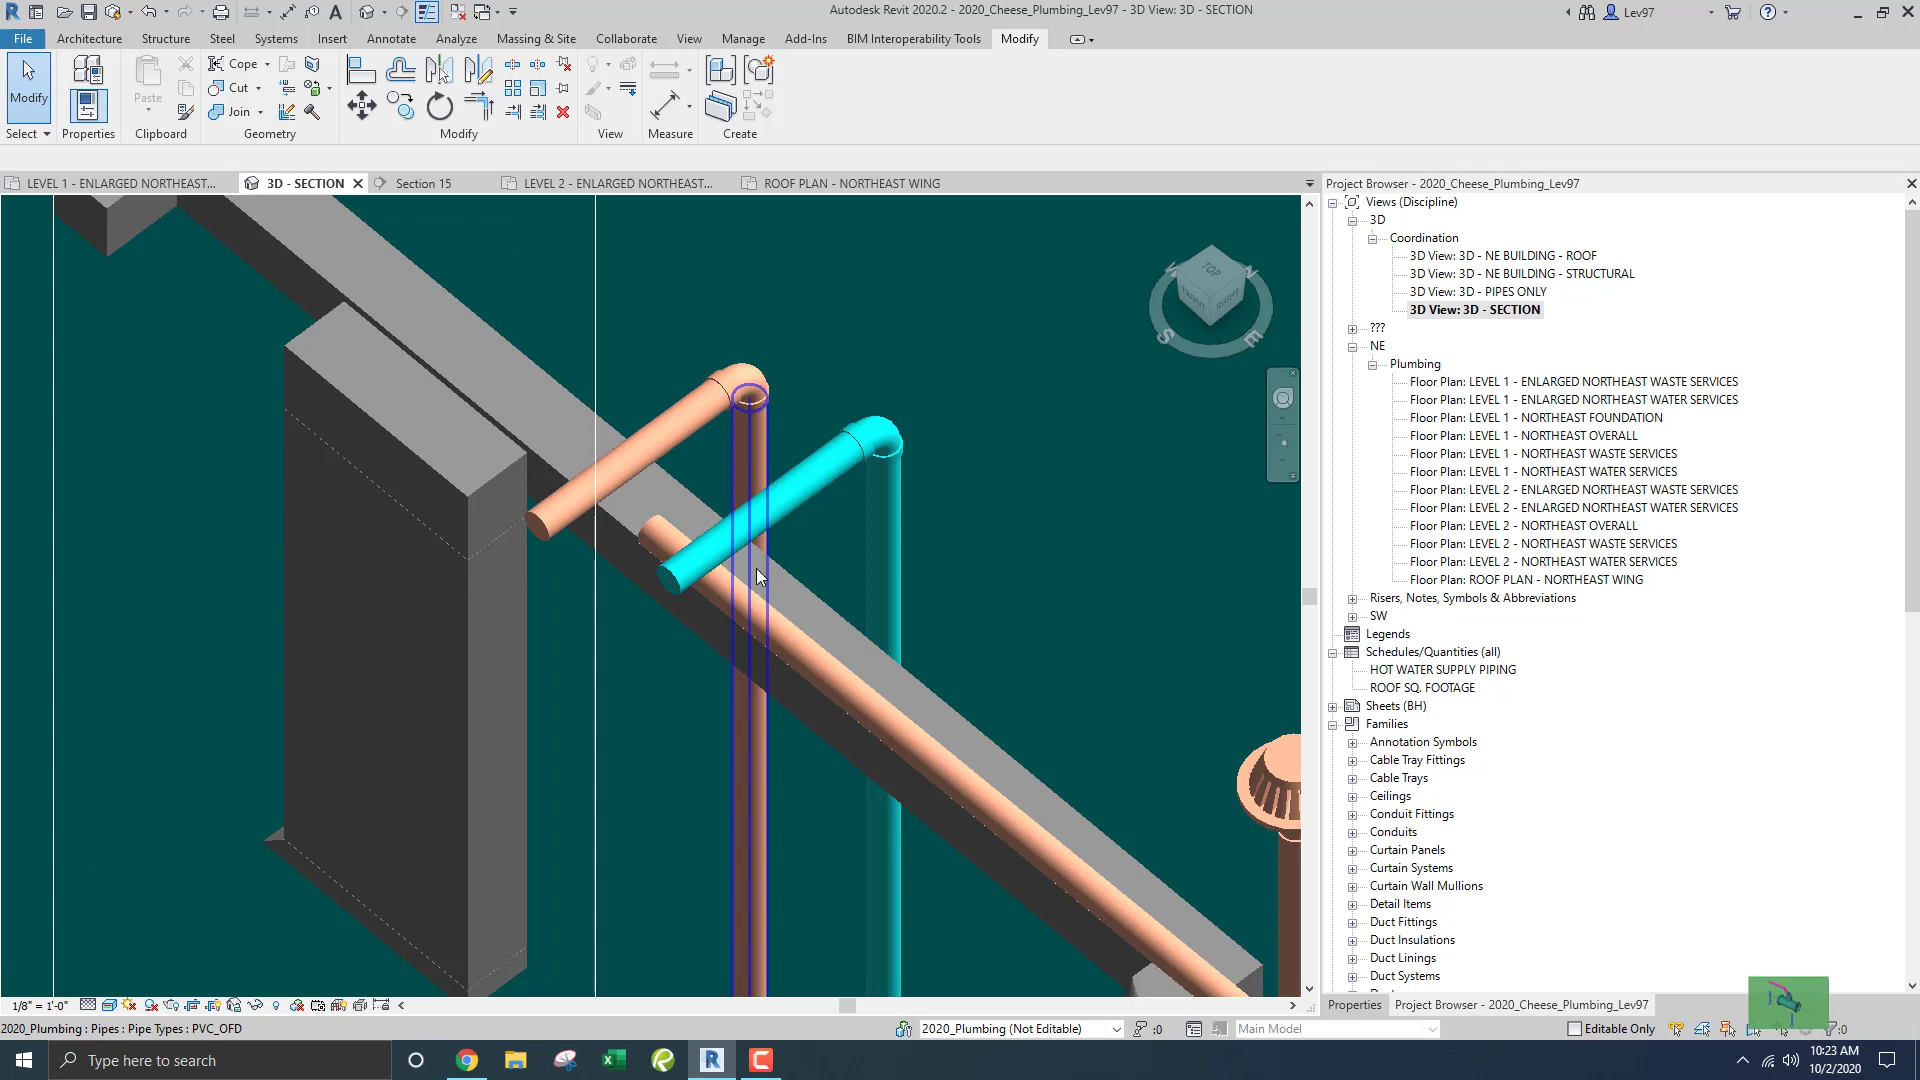 Autodesk Revit 2020.2 - 2020_Cheese_Plumbing_Lev97 - 3D View: 3D - SECTION
Lev97
File Architecture Structure Steel Systems Insert Annotate Analyze Massing & Site Collaborate View Manage Add-Ins BIM Interoperability Tools Modify
Modify
Paste
Cope
Cut
Join
Select Properties Clipboard Geometry Modify View Measure Create
LEVEL 1 - ENLARGED NORTHEAST... 3D - SECTION Section 15 LEVEL 2 - ENLARGED NORTHEAST... ROOF PLAN - NORTHEAST WING
TOP
FRONT
RIGHT
W
N
S
E
Project Browser - 2020_Cheese_Plumbing_Lev97
Views (Discipline)
3D
Coordination
3D View: 3D - NE BUILDING - ROOF
3D View: 3D - NE BUILDING - STRUCTURAL
3D View: 3D - PIPES ONLY
3D View: 3D - SECTION
???
NE
Plumbing
Floor Plan: LEVEL 1 - ENLARGED NORTHEAST WASTE SERVICES
Floor Plan: LEVEL 1 - ENLARGED NORTHEAST WATER SERVICES
Floor Plan: LEVEL 1 - NORTHEAST FOUNDATION
Floor Plan: LEVEL 1 - NORTHEAST OVERALL
Floor Plan: LEVEL 1 - NORTHEAST WASTE SERVICES
Floor Plan: LEVEL 1 - NORTHEAST WATER SERVICES
Floor Plan: LEVEL 2 - ENLARGED NORTHEAST WASTE SERVICES
Floor Plan: LEVEL 2 - ENLARGED NORTHEAST WATER SERVICES
Floor Plan: LEVEL 2 - NORTHEAST OVERALL
Floor Plan: LEVEL 2 - NORTHEAST WASTE SERVICES
Floor Plan: LEVEL 2 - NORTHEAST WATER SERVICES
Floor Plan: ROOF PLAN - NORTHEAST WING
Risers, Notes, Symbols & Abbreviations
SW
Legends
Schedules/Quantities (all)
HOT WATER SUPPLY PIPING
ROOF SQ. FOOTAGE
Sheets (BH)
Families
Annotation Symbols
Cable Tray Fittings
Cable Trays
Ceilings
Conduit Fittings
Conduits
Curtain Panels
Curtain Systems
Curtain Wall Mullions
Detail Items
Duct Fittings
Duct Insulations
Duct Linings
Duct Systems
Properties Project Browser - 2020_Cheese_Plumbing_Lev97
1/8" = 1'-0"
2020_Plumbing : Pipes : Pipe Types : PVC_OFD
2020_Plumbing (Not Editable) :0 Main Model Editable Only :0
Type here to search
10:23 AM
10/2/2020